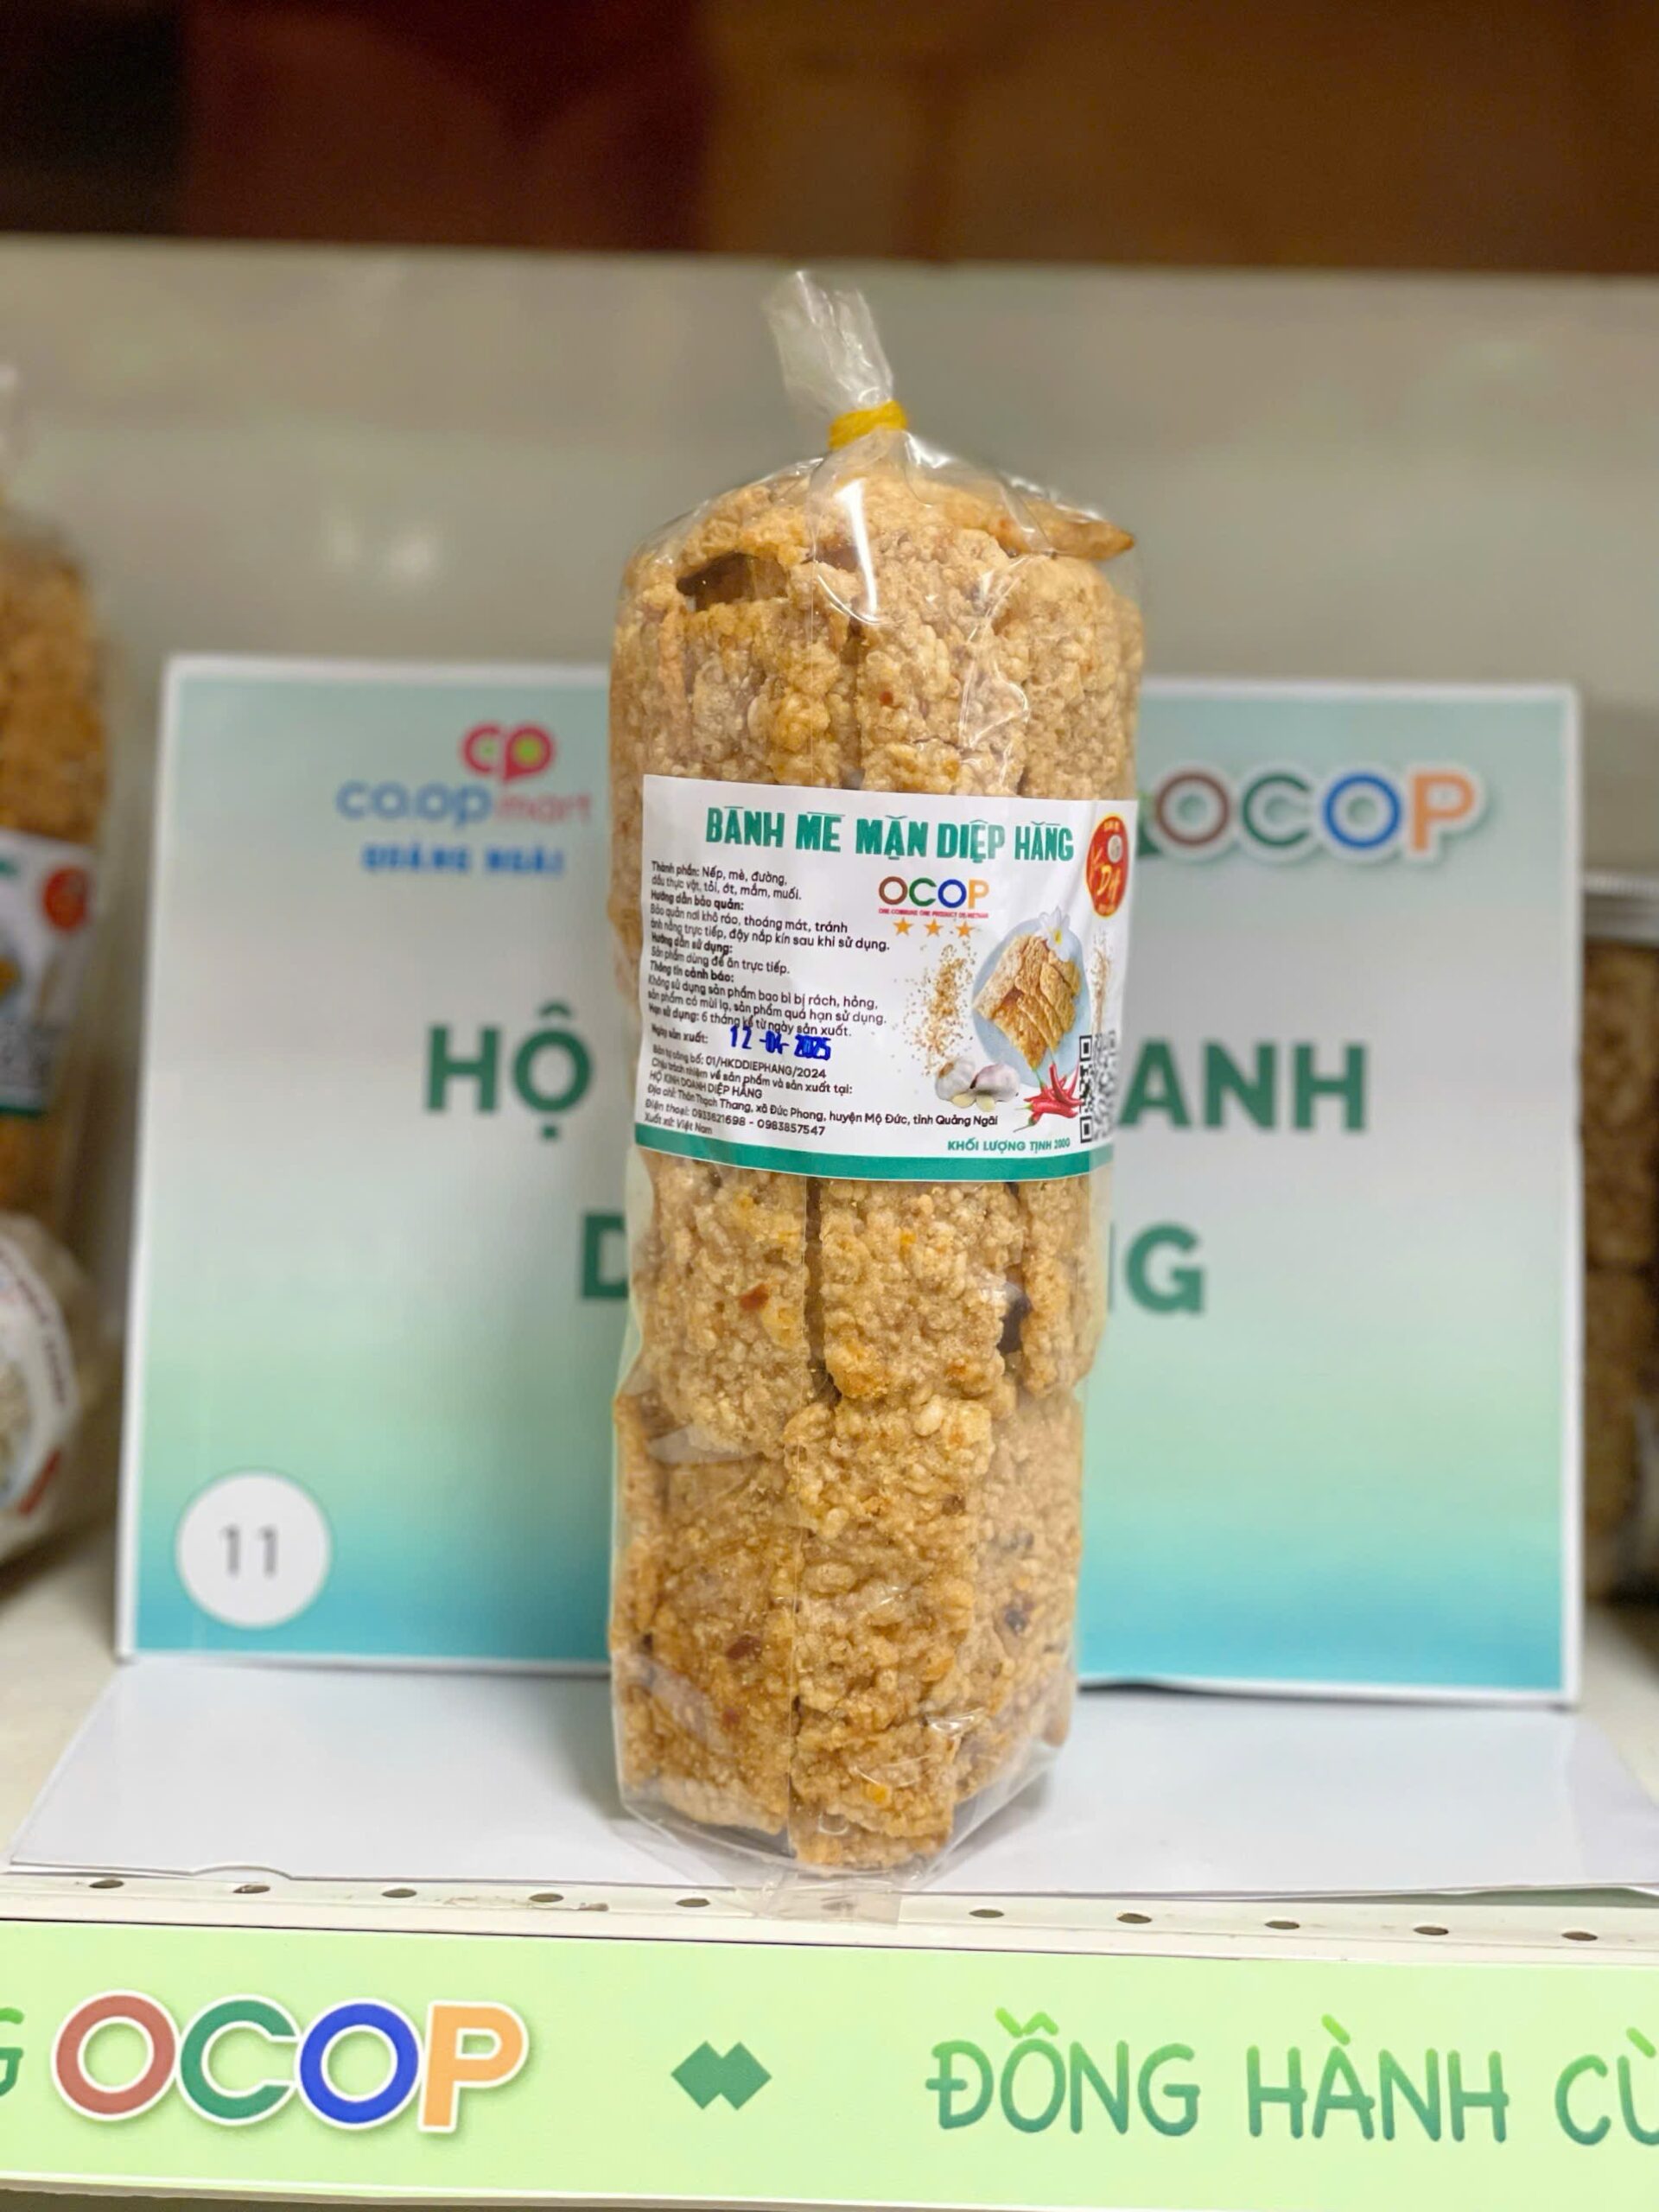 co.opmart
QUẢNG NGÃI
OCOP
HỘ
ANH
D
NG
11
BÁNH MÈ MẶN DIỆP HẰNG
Thành phần: Nếp, mè, đường,
dầu thực vật, tỏi, ớt, mắm, muối.
Hướng dẫn bảo quản:
Bảo quản nơi khô ráo, thoáng mát, tránh
ánh nắng trực tiếp, đậy nắp kín sau khi sử dụng.
Hướng dẫn sử dụng:
Sản phẩm dùng để ăn trực tiếp.
Thông tin cảnh báo:
Không sử dụng sản phẩm bao bì bị rách, hỏng,
sản phẩm có mùi lạ, sản phẩm quá hạn sử dụng.
Hạn sử dụng: 6 tháng kể từ ngày sản xuất.
Ngày sản xuất: 12-04-2025
Bản tự công bố: 01/HKDDIEPHANG/2024
Chịu trách nhiệm về sản phẩm và sản xuất tại:
HỘ KINH DOANH DIỆP HẰNG
Địa chỉ: Thôn Thạch Thang, xã Đức Phong, huyện Mộ Đức, tỉnh Quảng Ngãi
Điện thoại: 0933621698 - 0983857547
Xuất xứ: Việt Nam
OCOP
ONE COMMUNE ONE PRODUCT OF VIETNAM
KHỐI LƯỢNG TỊNH 200G
G OCOP
ĐỒNG HÀNH CÙ